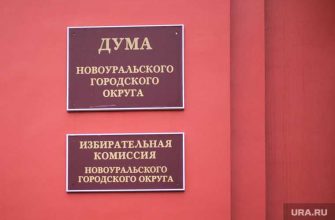 ДУМА
НОВОУРАЛЬСКОГО
ГОРОДСКОГО
ОКРУГА
ИЗБИРАТЕЛЬНАЯ
КОМИССИЯ
НОВОУРАЛЬСКОГО
ГОРОДСКОГО ОКРУГА
URA.RU